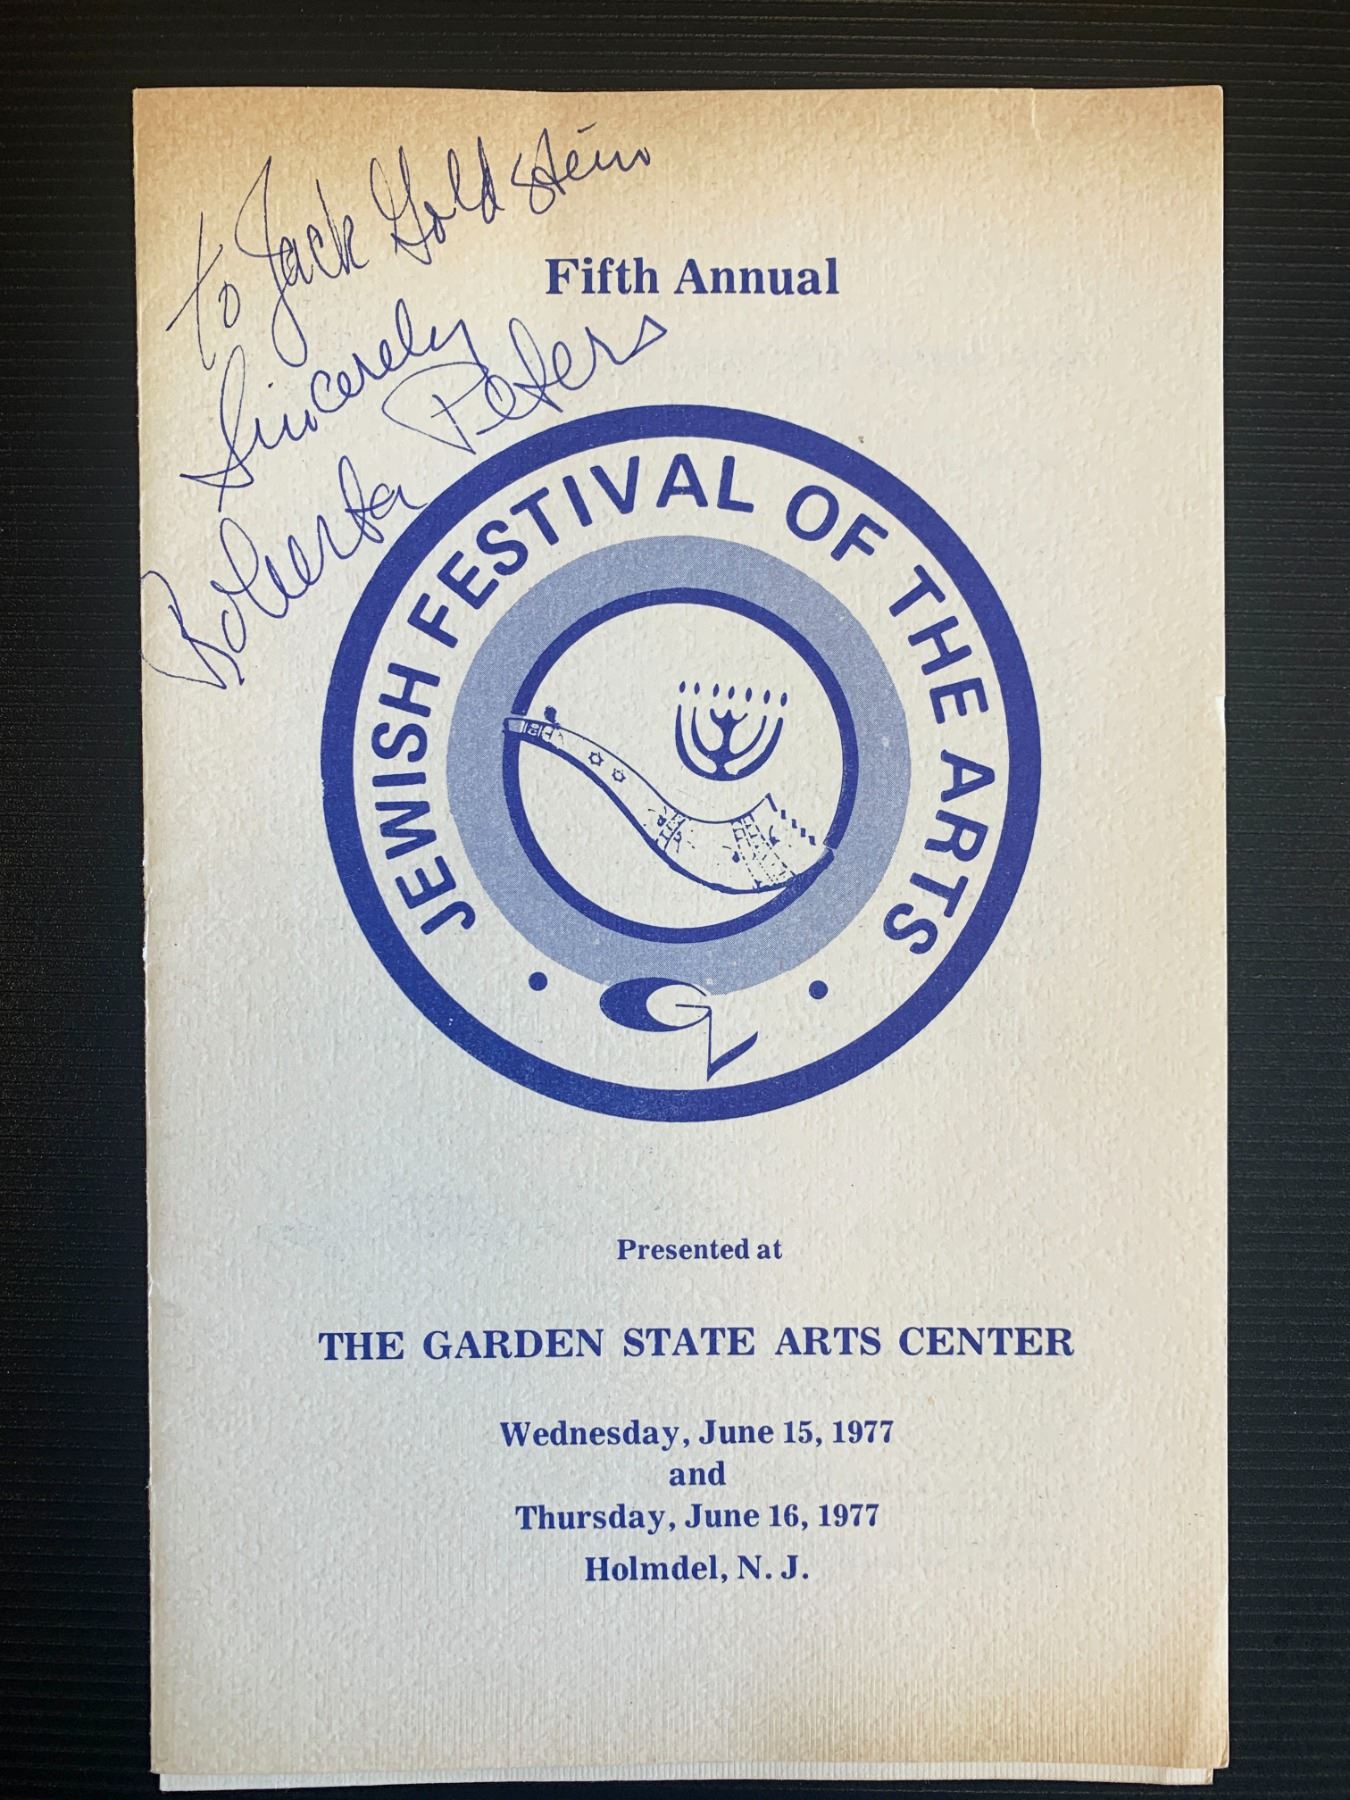 to Jack Goldstein
Sincerely
Roberta Peters
Fifth Annual
JEWISH FESTIVAL OF THE ARTS
Presented at
THE GARDEN STATE ARTS CENTER
Wednesday, June 15, 1977
and
Thursday, June 16, 1977
Holmdel, N. J.